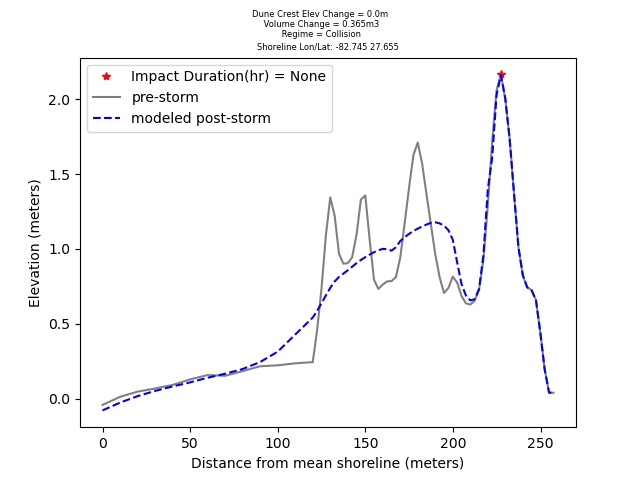 Dune Crest Elev Change = 0.0m
Volume Change = 0.365m3
Regime = Collision
Shoreline Lon/Lat: -82.745 27.655
Impact Duration(hr) = None
pre-storm
modeled post-storm
2.0
1.5
1.0
0.5
0.0
Elevation (meters)
0 50 100 150 200 250
Distance from mean shoreline (meters)